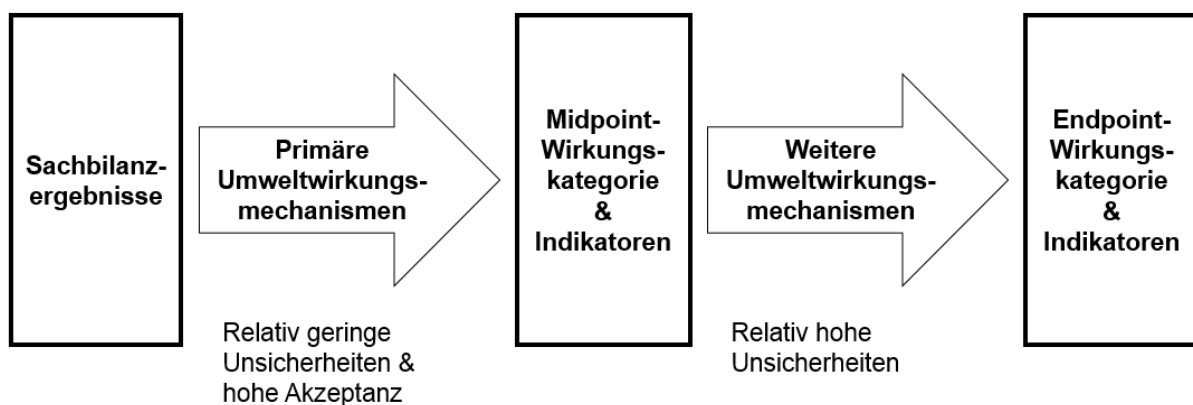 Sachbilanz-
ergebnisse
Primäre
Umweltwirkungs-
mechanismen
Midpoint-
Wirkungs-
kategorie
&
Indikatoren
Weitere
Umweltwirkungs-
mechanismen
Endpoint-
Wirkungs-
kategorie
&
Indikatoren
Relativ geringe
Unsicherheiten &
hohe Akzeptanz
Relativ hohe
Unsicherheiten